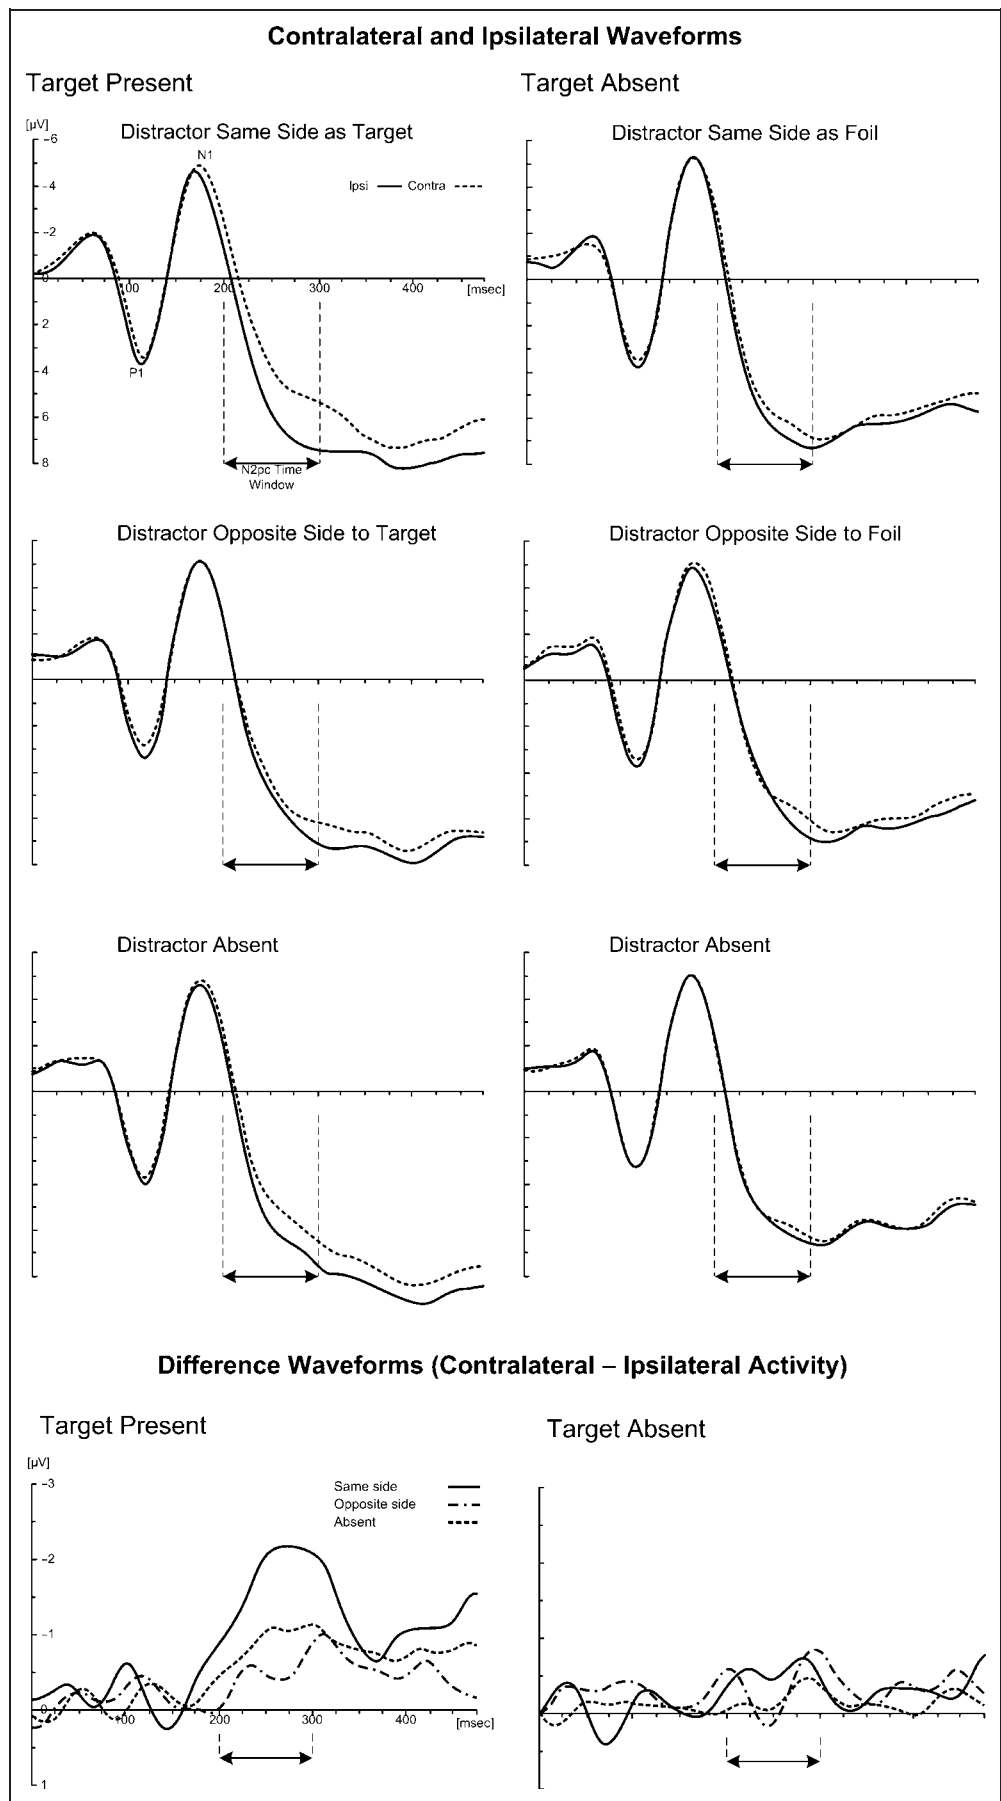 Contralateral and Ipsilateral Waveforms
Target Present
Target Absent
[µV]
Distractor Same Side as Target
Distractor Same Side as Foil
−6
N1
−4
Ipsi
Contra
−2
0
0
100
200
300
400
[msec]
2
4
P1
6
8
N2pc Time
Window
Distractor Opposite Side to Target
Distractor Opposite Side to Foil
Distractor Absent
Distractor Absent
Difference Waveforms (Contralateral – Ipsilateral Activity)
Target Present
Target Absent
[µV]
−3
Same side
Opposite side
Absent
−2
−1
0
100
200
300
400
[msec]
1